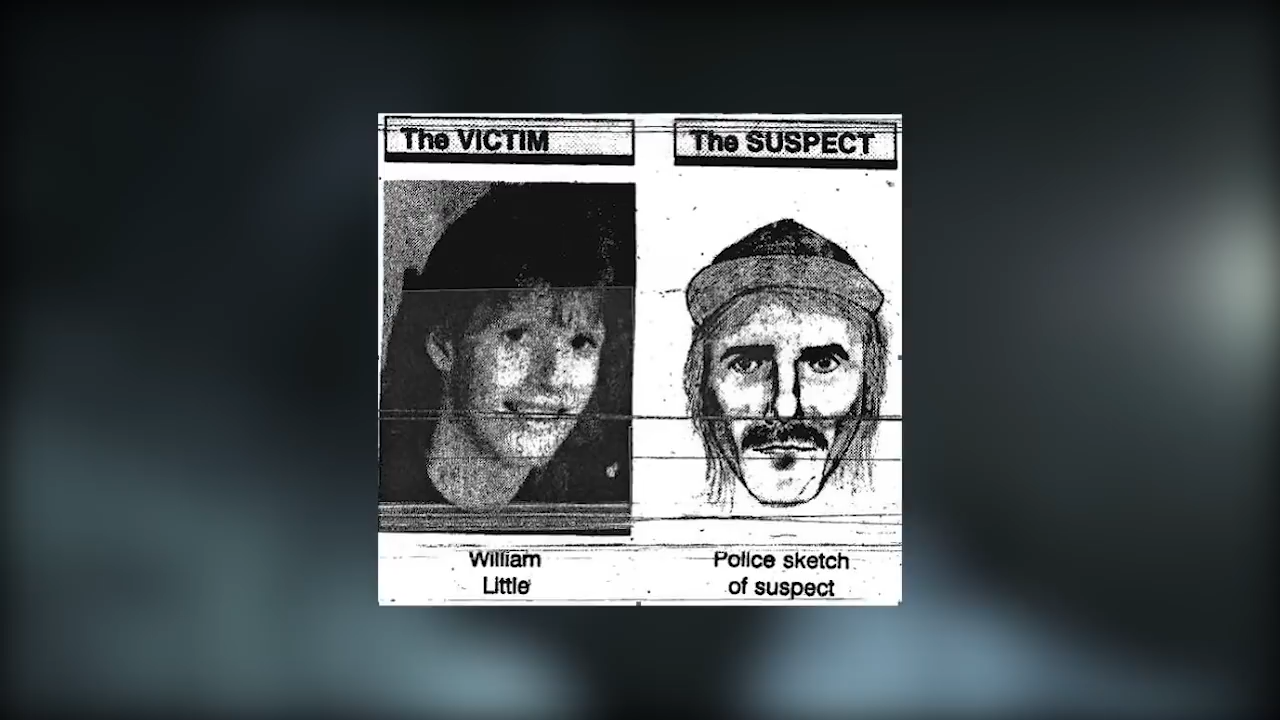 The VICTIM
The SUSPECT
William
Little
Police sketch
of suspect